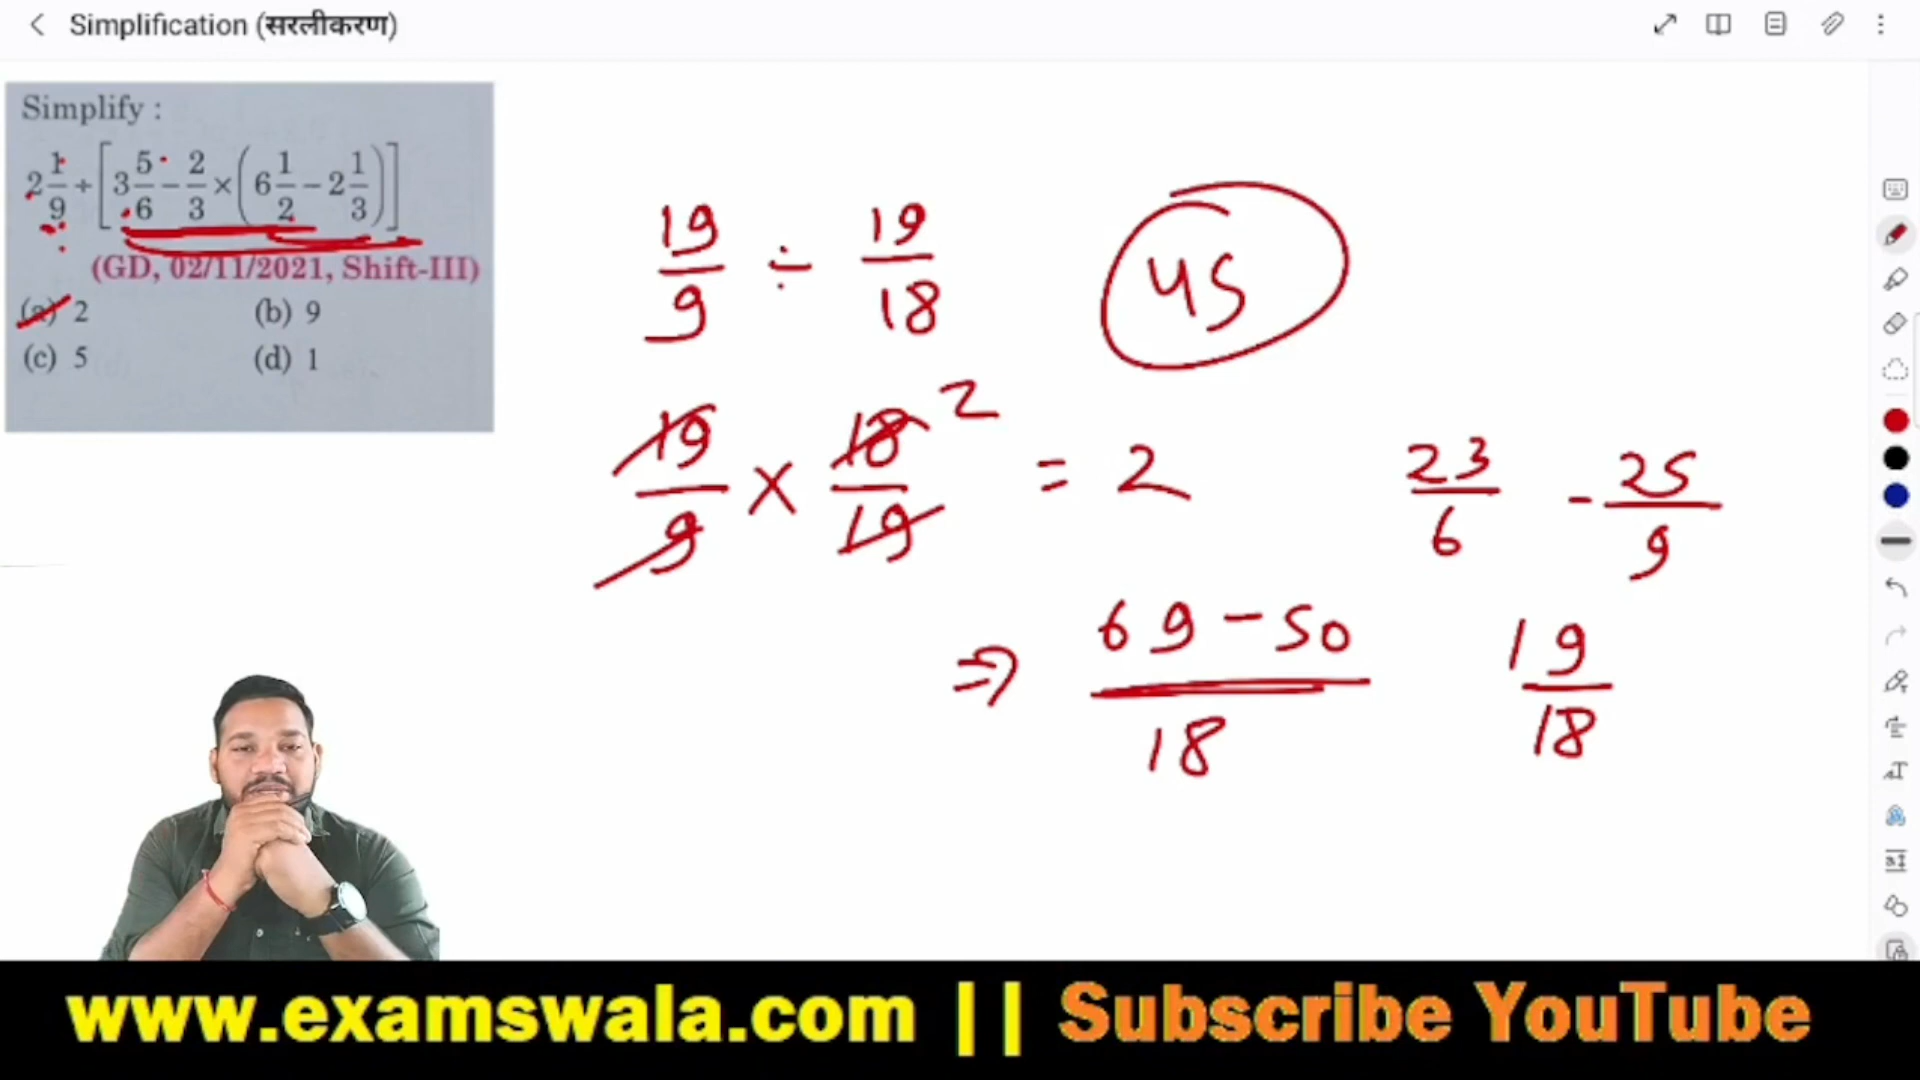 Simplification (सरलीकरण)
Simplify :
2 1/9 ÷ [3 5/6 − 2/3 × (6 1/2 − 2 1/3)]
(GD, 02/11/2021, Shift-III)
(a) 2 (b) 9
(c) 5 (d) 1
19/9 ÷ 19/18
45
19/9 × 18/19 2 = 2
23/6 - 25/9
⇒ 69-50/18 19/18
www.examswala.com || Subscribe YouTube